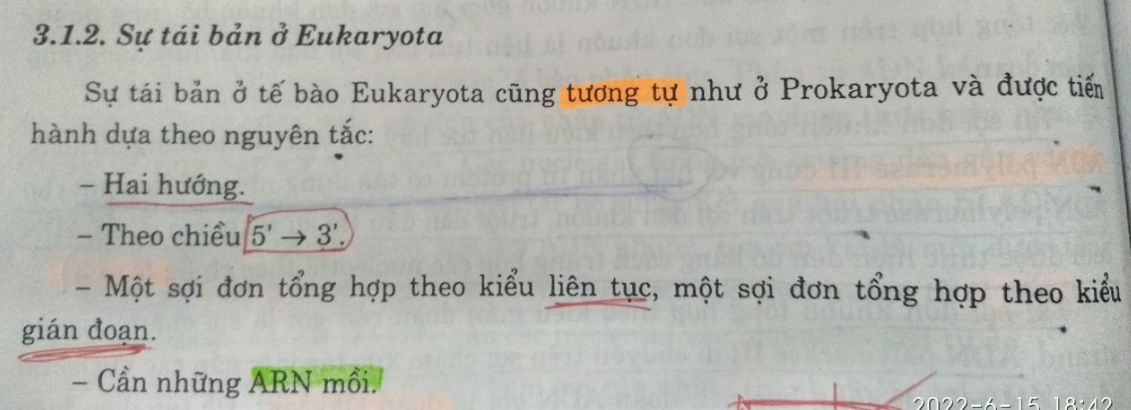 3.1.2. Sự tái bản ở Eukaryota
Sự tái bản ở tế bào Eukaryota cũng tương tự như ở Prokaryota và được tiến
hành dựa theo nguyên tắc:
– Hai hướng.
– Theo chiều 5' → 3'.
– Một sợi đơn tổng hợp theo kiểu liên tục, một sợi đơn tổng hợp theo kiểu
gián đoạn.
– Cần những ARN mồi.
2022-6-15 18:42